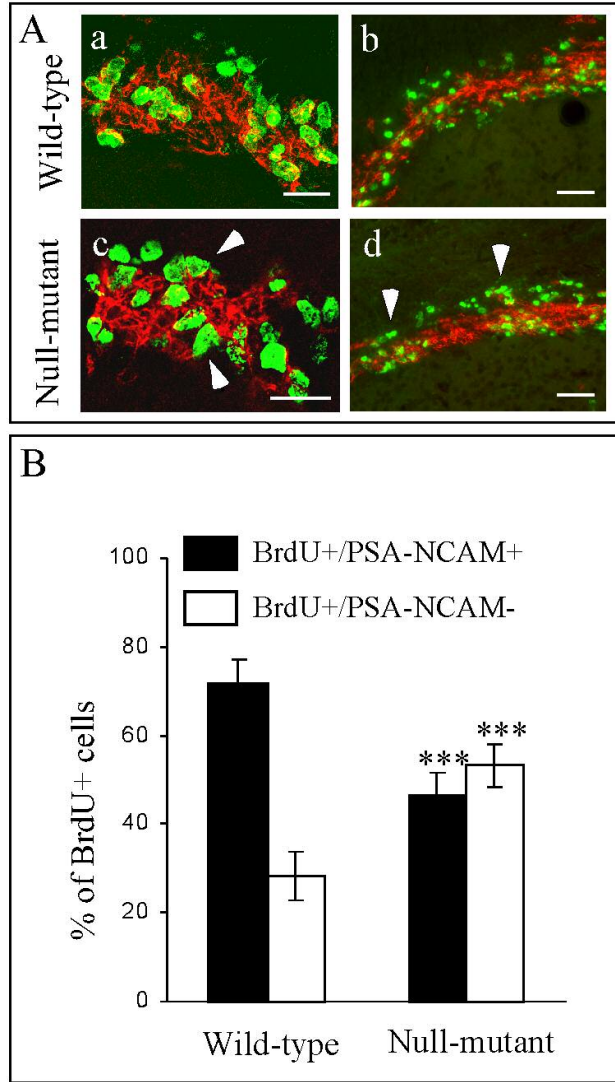 A
a
b
Wild-type
c
d
Null-mutant
B
BrdU+/PSA-NCAM+
BrdU+/PSA-NCAM-
% of BrdU+ cells
100
80
60
40
20
0
***
***
Wild-type
Null-mutant